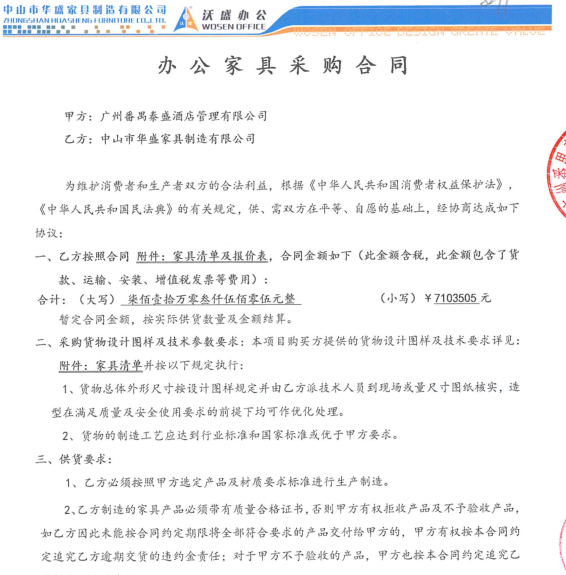 中山市华盛家具制造有限公司
ZHONGSHAN HUASHENG FURNITURE CO.,LTD.
沃盛办公
WOSEN OFFICE
办公家具采购合同
甲方：广州番禺泰盛酒店管理有限公司
乙方：中山市华盛家具制造有限公司
为维护消费者和生产者双方的合法利益，根据《中华人民共和国消费者权益保护法》，
《中华人民共和国民法典》的有关规定，供、需双方在平等、自愿的基础上，经协商达成如下
协议：
一、乙方按照合同 附件：家具清单及报价表，合同金额如下（此金额含税，此金额包含了货
款、运输、安装、增值税发票等费用）：
合计：（大写） 柒佰壹拾万零叁仟伍佰零伍元整 （小写）￥7103505 元
暂定合同金额，按实际供货数量及金额结算。
二、采购货物设计图样及技术参数要求：本项目购买方提供的货物设计图样及技术要求详见：
附件：家具清单并按以下规定执行：
1、货物总体外形尺寸按设计图样规定并由乙方派技术人员到现场或量尺寸图纸核实，造
型在满足质量及安全使用要求的前提下均可作优化处理。
2、货物的制造工艺应达到行业标准和国家标准或优于甲方要求。
三、供货要求：
1、乙方必须按照甲方选定产品及材质要求标准进行生产制造。
2、乙方制造的家具产品必须带有质量合格证书，否则甲方有权拒收产品及不予验收产品，
如乙方因此未能按合同约定期限将全部符合要求的产品交付给甲方的，甲方有权按本合同约
定追究乙方逾期交货的违约金责任；对于甲方不予验收的产品，甲方也按本合同约定追究乙